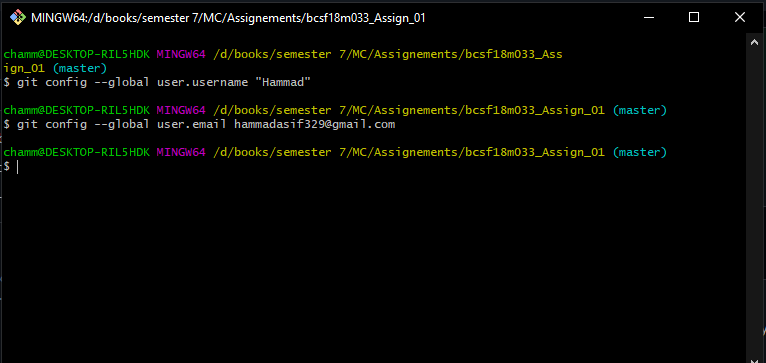 MINGW64:/d/books/semester 7/MC/Assignements/bcsf18m033_Assign_01
chamm@DESKTOP-RIL5HDK MINGW64 /d/books/semester 7/MC/Assignements/bcsf18m033_Ass
ign_01 (master)
$ git config --global user.username "Hammad"
chamm@DESKTOP-RIL5HDK MINGW64 /d/books/semester 7/MC/Assignements/bcsf18m033_Assign_01 (master)
$ git config --global user.email hammadasif329@gmail.com
chamm@DESKTOP-RIL5HDK MINGW64 /d/books/semester 7/MC/Assignements/bcsf18m033_Assign_01 (master)
$